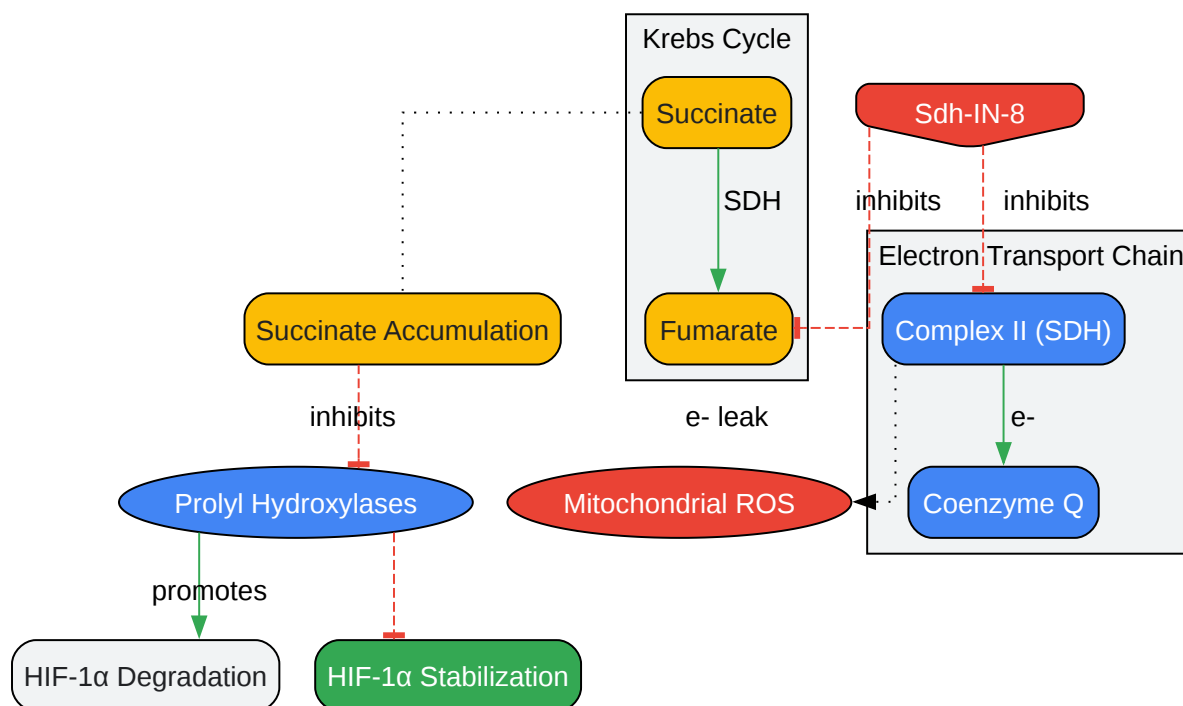 Krebs Cycle
Succinate
Sdh-IN-8
SDH
inhibits
inhibits
Electron Transport Chain
Succinate Accumulation
Fumarate
Complex II (SDH)
inhibits
e- leak
e-
Prolyl Hydroxylases
Mitochondrial ROS
Coenzyme Q
promotes
HIF-1α Degradation
HIF-1α Stabilization